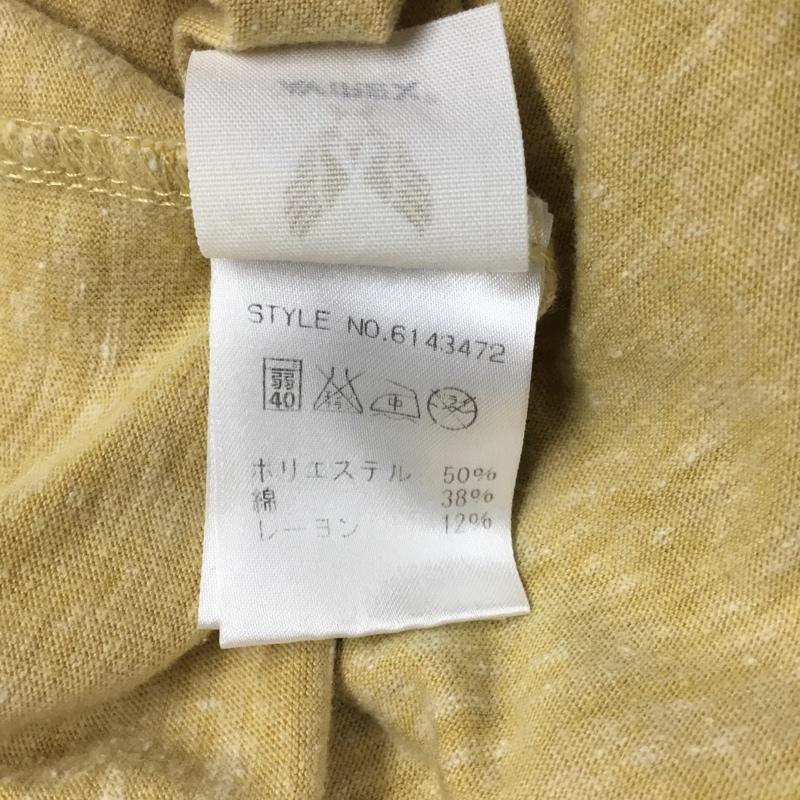 STYLE NO.6143472
弱
40
中
ポリエステル 50%
綿 38%
レーヨン 12%